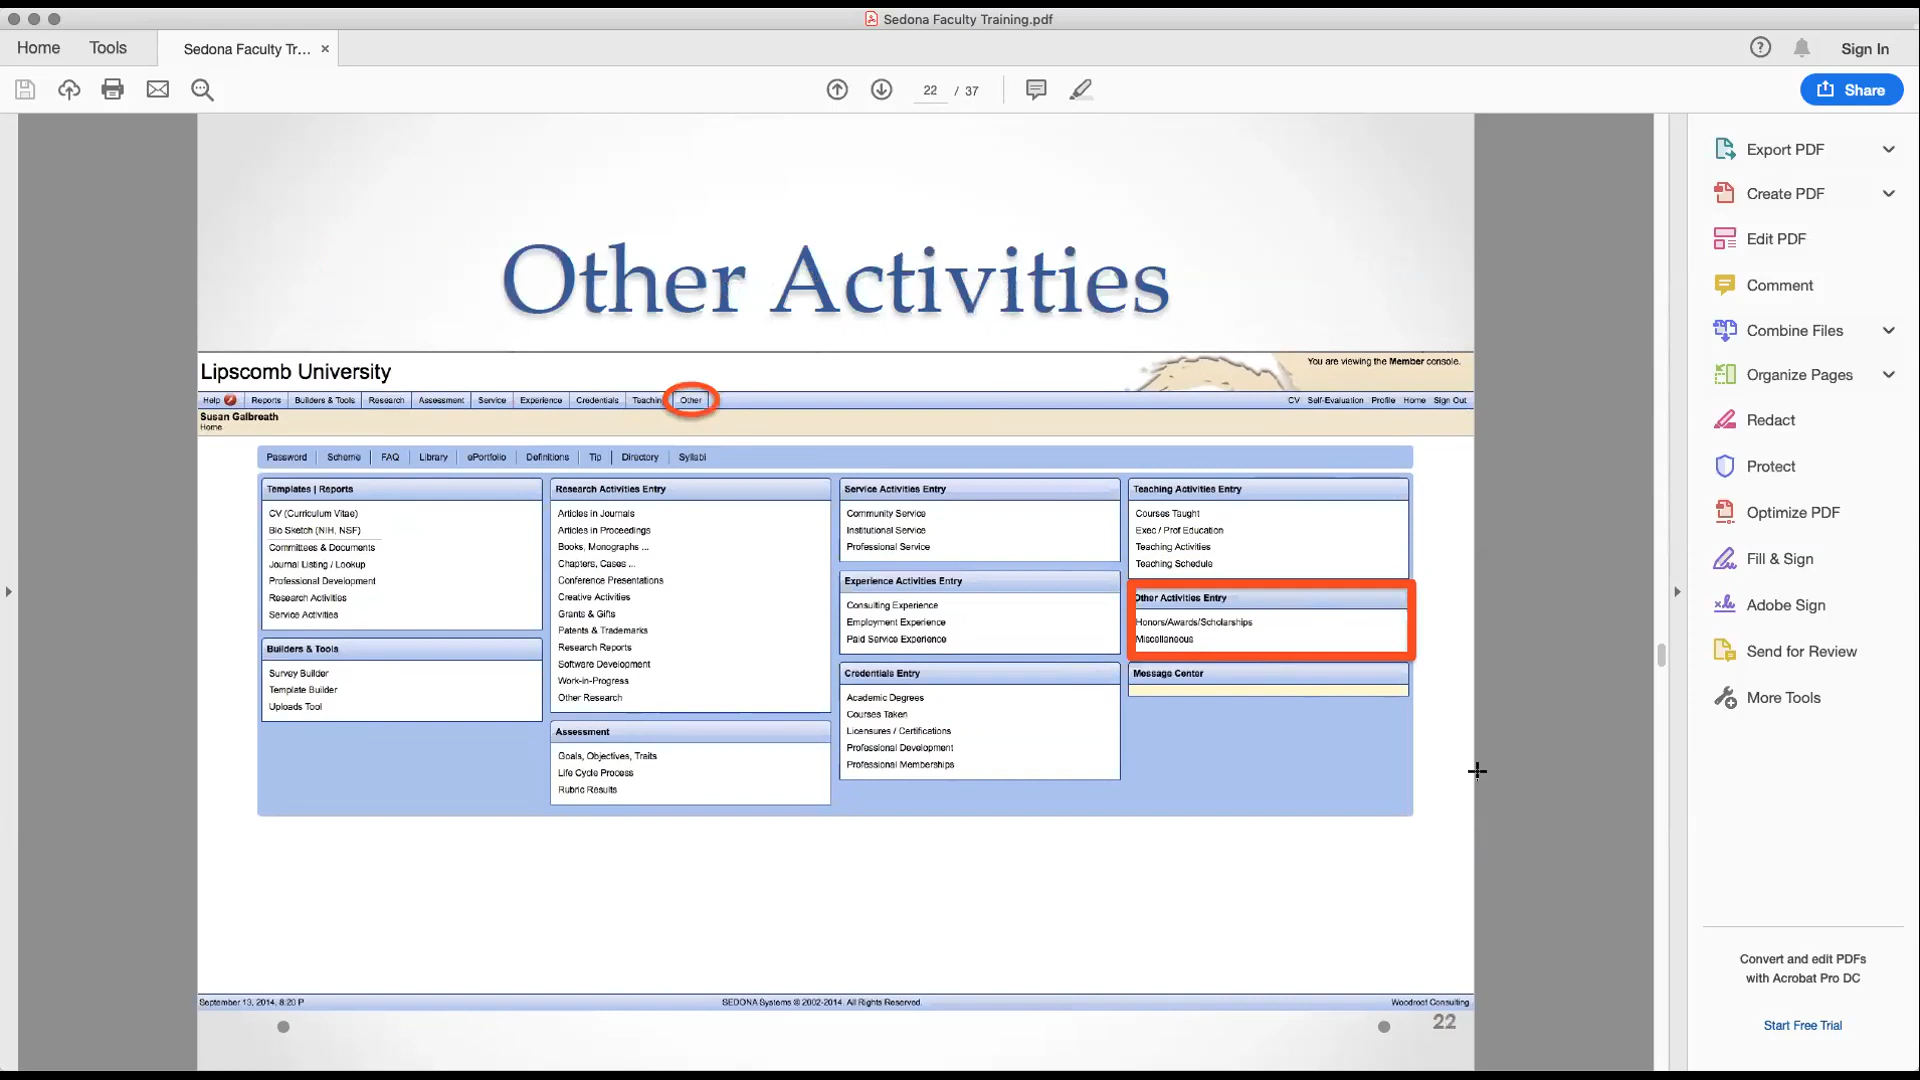 Sedona Faculty Training.pdf
Home Tools Sedona Faculty Tr... × Sign In
22 / 37 Share
Other Activities
Lipscomb University
You are viewing the Member console.
Help Reports Builders & Tools Research Assessment Service Experience Credentials Teaching Other CV Self-Evaluation Profile Home Sign Out
Susan Galbreath
Home
Password Scheme FAQ Library ePortfolio Definitions Tip Directory Syllabi
Templates | Reports
CV (Curriculum Vitae)
Bio Sketch (NIH, NSF)
Committees & Documents
Journal Listing / Lookup
Professional Development
Research Activities
Service Activities
Builders & Tools
Survey Builder
Template Builder
Uploads Tool
Research Activities Entry
Articles in Journals
Articles in Proceedings
Books, Monographs ...
Chapters, Cases ...
Conference Presentations
Creative Activities
Grants & Gifts
Patents & Trademarks
Research Reports
Software Development
Work-in-Progress
Other Research
Assessment
Goals, Objectives, Traits
Life Cycle Process
Rubric Results
Service Activities Entry
Community Service
Institutional Service
Professional Service
Experience Activities Entry
Consulting Experience
Employment Experience
Paid Service Experience
Credentials Entry
Academic Degrees
Courses Taken
Licensures / Certifications
Professional Development
Professional Memberships
Teaching Activities Entry
Courses Taught
Exec / Prof Education
Teaching Activities
Teaching Schedule
Other Activities Entry
Honors/Awards/Scholarships
Miscellaneous
Message Center
September 13, 2014, 8:20 P SEDONA Systems © 2002-2014. All Rights Reserved. Woodroof Consulting
22
Export PDF
Create PDF
Edit PDF
Comment
Combine Files
Organize Pages
Redact
Protect
Optimize PDF
Fill & Sign
Adobe Sign
Send for Review
More Tools
Convert and edit PDFs
with Acrobat Pro DC
Start Free Trial